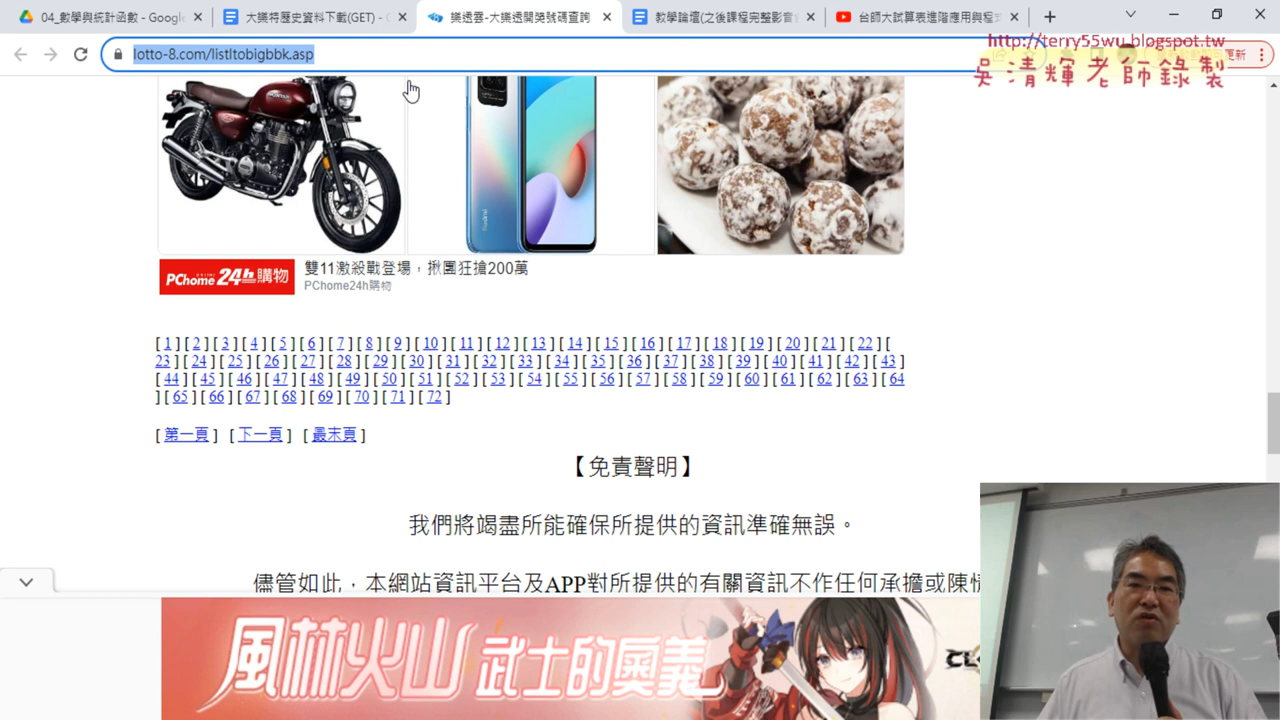 04_數學與統計函數 - Google
大樂特歷史資料下載(GET) - G
樂透雲-大樂透開獎號碼查詢
教學論壇(之後課程完整影音
台師大試算表進階應用與程
lotto-8.com/listltobigbbk.asp
更新
http://terry55wu.blogspot.tw
吳清輝老師錄製
PChome 24h購物
雙11激殺戰登場，揪團狂搶200萬
PChome24h購物
[ 1 ] [ 2 ] [ 3 ] [ 4 ] [ 5 ] [ 6 ] [ 7 ] [ 8 ] [ 9 ] [ 10 ] [ 11 ] [ 12 ] [ 13 ] [ 14 ] [ 15 ] [ 16 ] [ 17 ] [ 18 ] [ 19 ] [ 20 ] [ 21 ] [ 22 ] [
23 ] [ 24 ] [ 25 ] [ 26 ] [ 27 ] [ 28 ] [ 29 ] [ 30 ] [ 31 ] [ 32 ] [ 33 ] [ 34 ] [ 35 ] [ 36 ] [ 37 ] [ 38 ] [ 39 ] [ 40 ] [ 41 ] [ 42 ] [ 43 ]
[ 44 ] [ 45 ] [ 46 ] [ 47 ] [ 48 ] [ 49 ] [ 50 ] [ 51 ] [ 52 ] [ 53 ] [ 54 ] [ 55 ] [ 56 ] [ 57 ] [ 58 ] [ 59 ] [ 60 ] [ 61 ] [ 62 ] [ 63 ] [ 64
] [ 65 ] [ 66 ] [ 67 ] [ 68 ] [ 69 ] [ 70 ] [ 71 ] [ 72 ]
[ 第一頁 ] [ 下一頁 ] [ 最末頁 ]
【免責聲明】
我們將竭盡所能確保所提供的資訊準確無誤。
儘管如此，本網站資訊平台及APP對所提供的有關資訊不作任何承擔或陳
風林火山 武士的奧義